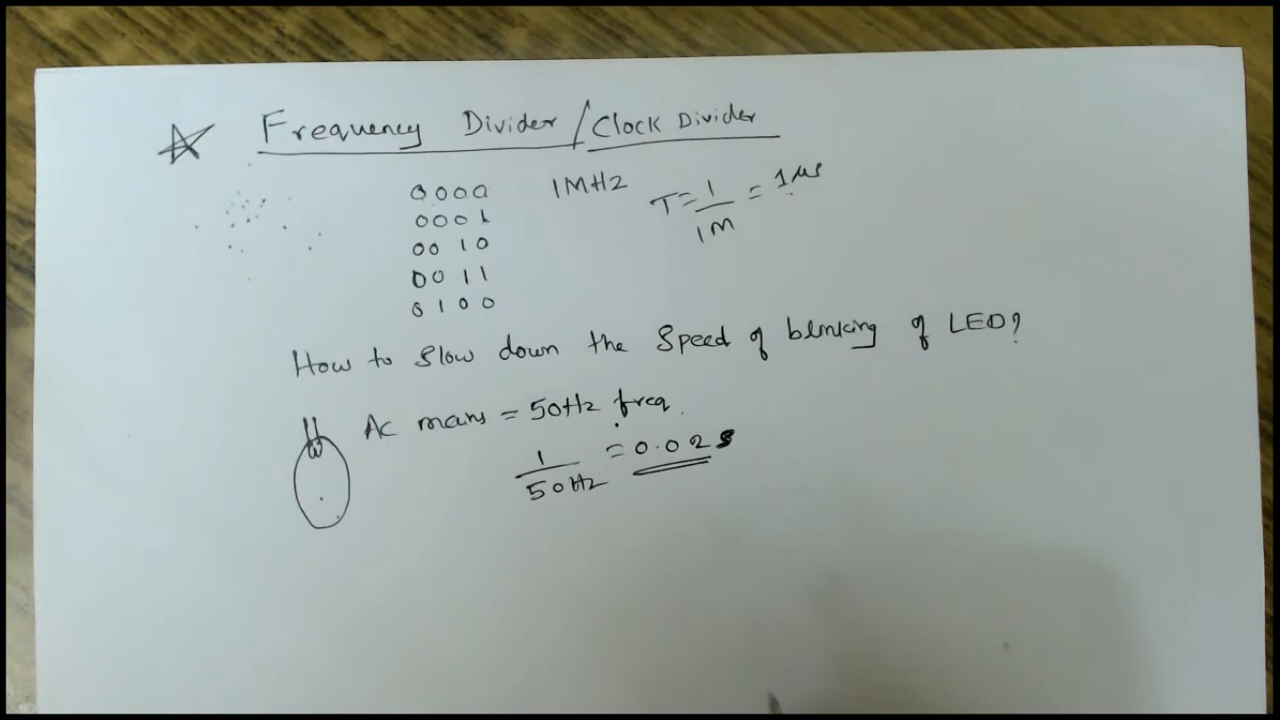 Frequency Divider / Clock Divider
0000 1MHz T = 1/1M = 1μs
0001
0010
0011
0100
How to slow down the Speed of blinking of LED?
Ac mans = 50Hz freq.
1/50Hz = 0.02s